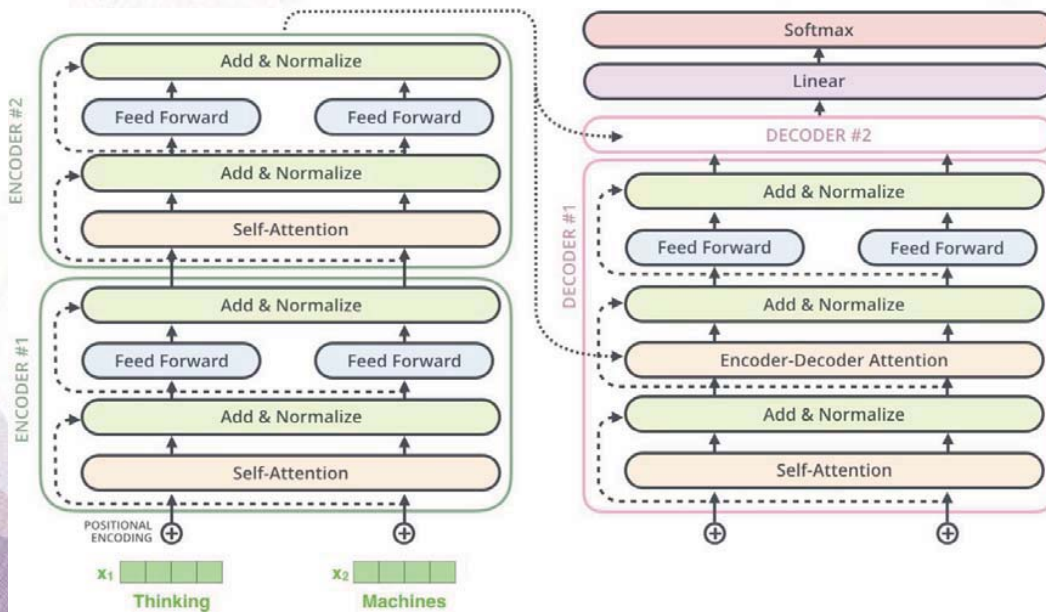 ENCODER #2
Add & Normalize
Feed Forward
Feed Forward
Add & Normalize
Self-Attention
ENCODER #1
Add & Normalize
Feed Forward
Feed Forward
Add & Normalize
Self-Attention
POSITIONAL
ENCODING
x1
x2
Thinking
Machines
Softmax
Linear
DECODER #2
DECODER #1
Add & Normalize
Feed Forward
Feed Forward
Add & Normalize
Encoder-Decoder Attention
Add & Normalize
Self-Attention